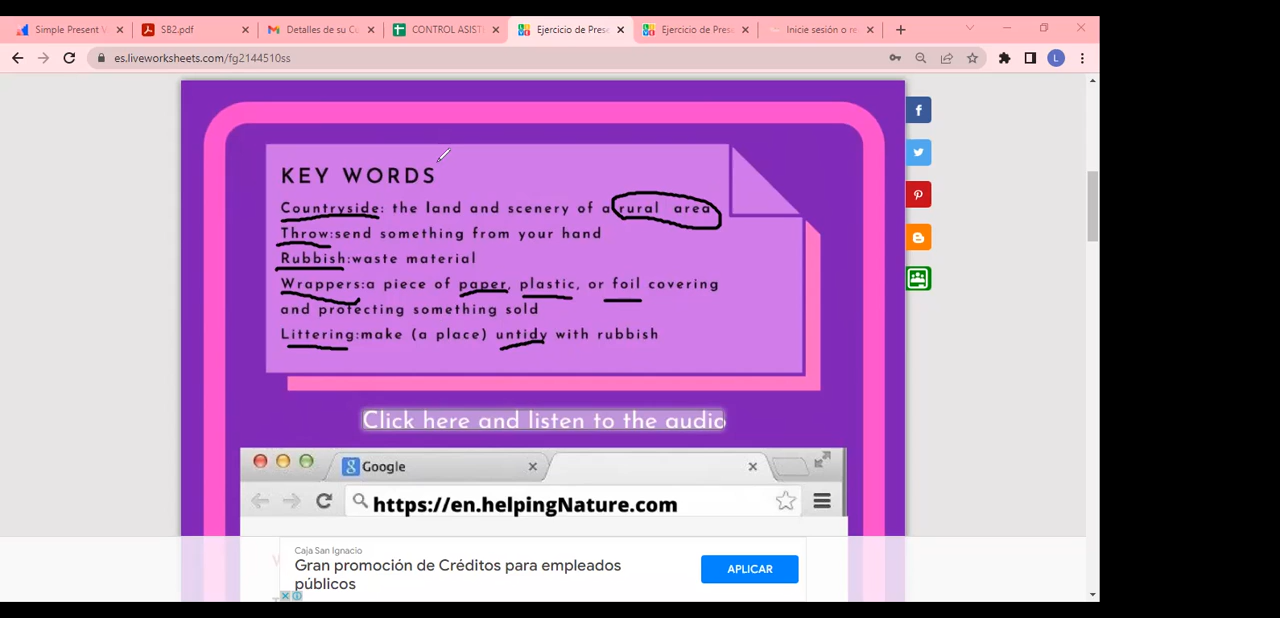 Simple Present V
SB2.pdf
Detalles de su Co
CONTROL ASIST
Ejercicio de Prese
Ejercicio de Prese
Inicie sesión o re
es.liveworksheets.com/fg2144510ss
L
KEY WORDS
Countryside: the land and scenery of a rural area
Throw:send something from your hand
Rubbish:waste material
Wrappers:a piece of paper, plastic, or foil covering
and protecting something sold
Littering:make (a place) untidy with rubbish
Click here and listen to the audio
Google
https://en.helpingNature.com
Caja San Ignacio
Gran promoción de Créditos para empleados
públicos
APLICAR